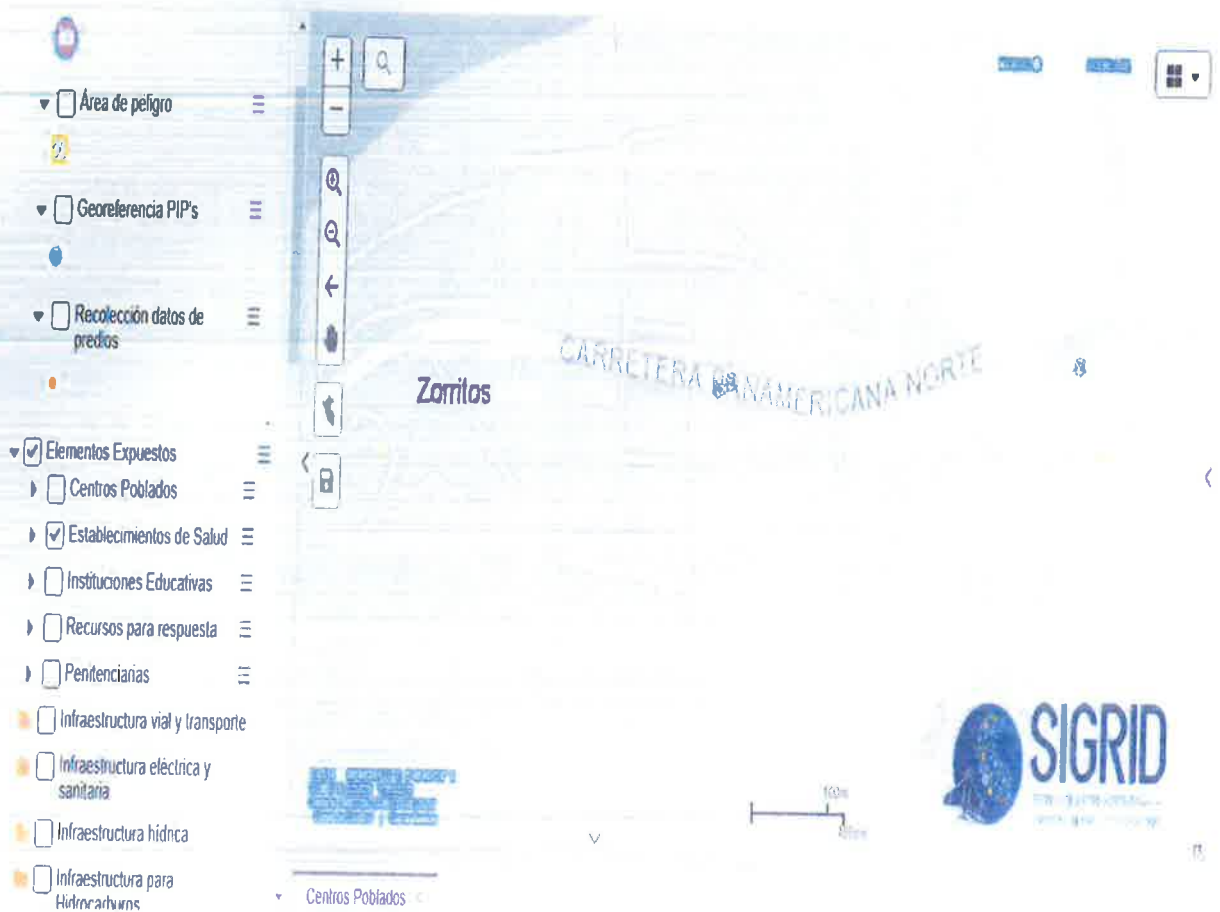 Área de peligro
Georeferencia PIP's
Recolección datos de
predios
Elementos Expuestos
Centros Poblados
Establecimientos de Salud
Instituciones Educativas
Recursos para respuesta
Penitenciarias
Infraestructura vial y transporte
Infraestructura eléctrica y
sanitaria
Infraestructura hídrica
Infraestructura para
Hidrocarburos
+
−
Zorritos
CARRETERA PANAMERICANA NORTE
SIGRID
Centros Poblados